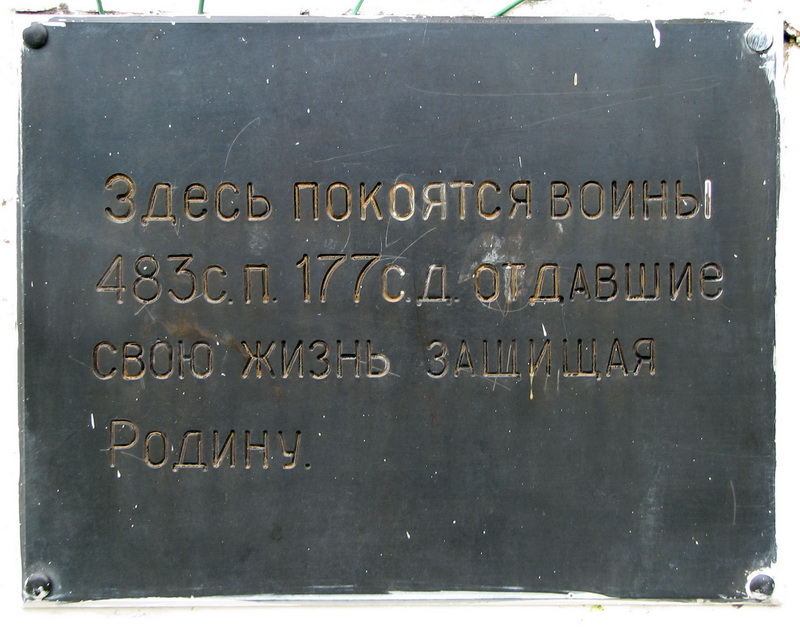 Здесь покоятся воины
483с.п. 177с.д. отдавшие
свою жизнь защищая
Родину.